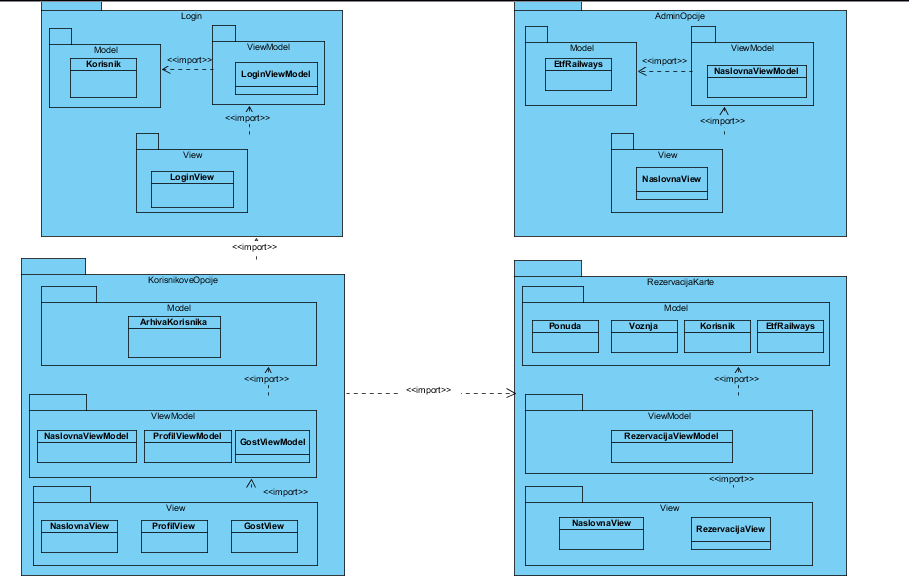 Login
Model
Korisnik
<<import>>
ViewModel
LoginViewModel
<<import>>
View
LoginView
AdminOpcije
Model
EtfRailways
<<import>>
ViewModel
NaslovnaViewModel
<<import>>
View
NaslovnaView
<<import>>
KorisnikoveOpcije
Model
ArhivaKorisnika
<<import>>
VIewModel
NaslovnaViewModel
ProfilViewModel
GostViewModel
<<import>>
View
NaslovnaView
ProfilView
GostView
<<import>>
RezervacijaKarte
Model
Ponuda
Voznja
Korisnik
EtfRailways
<<import>>
ViewModel
RezervacijaViewModel
<<import>>
View
NaslovnaView
RezervacijaView